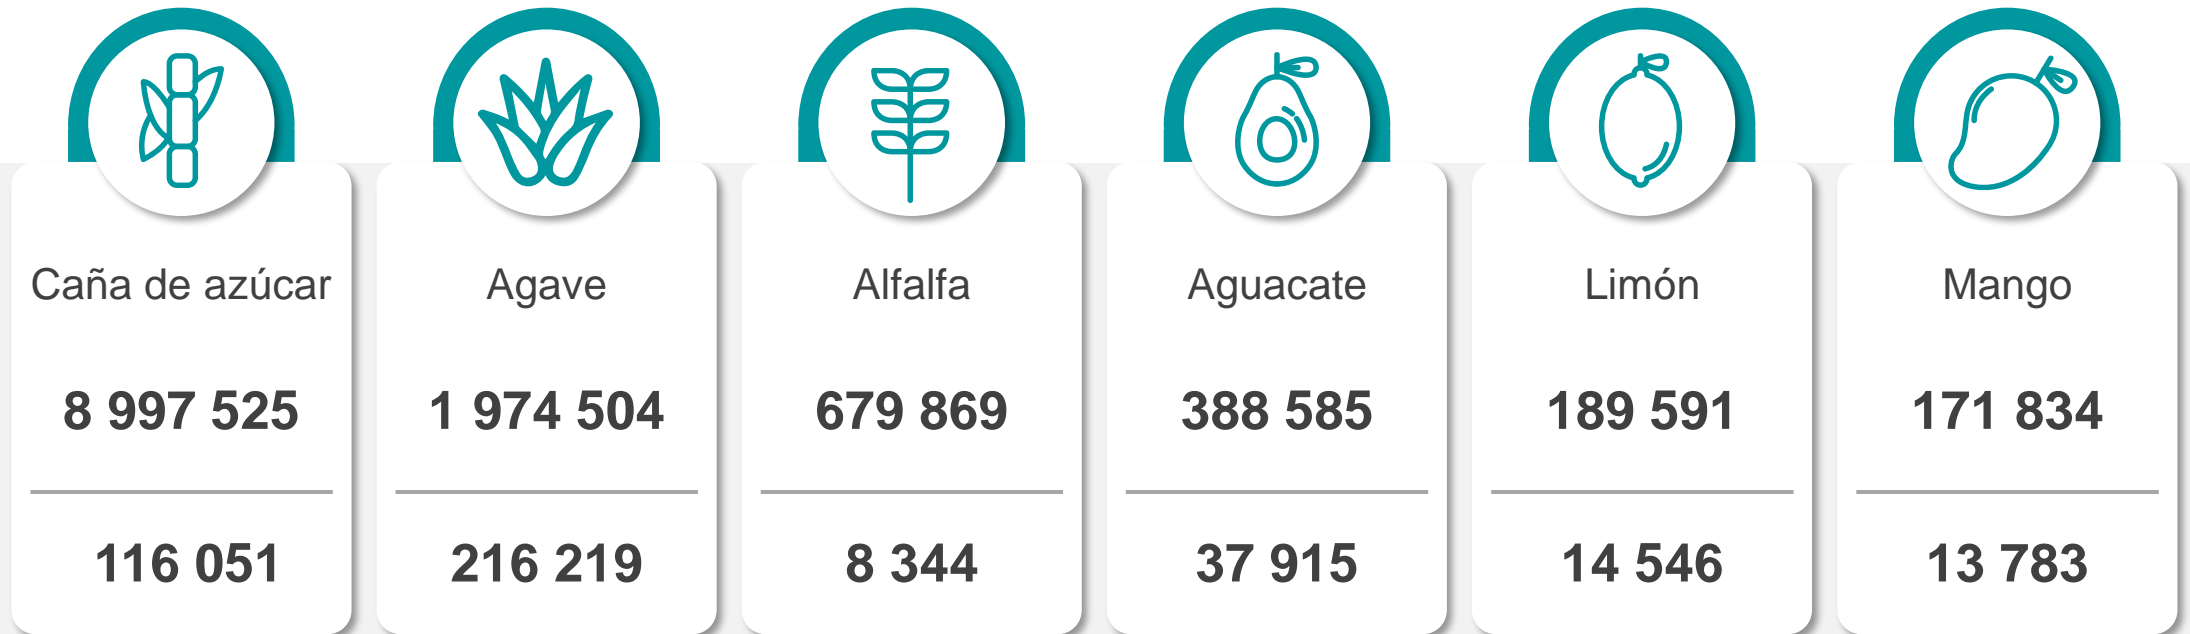 Caña de azúcar
8 997 525
116 051
Agave
1 974 504
216 219
Alfalfa
679 869
8 344
Aguacate
388 585
37 915
Limón
189 591
14 546
Mango
171 834
13 783